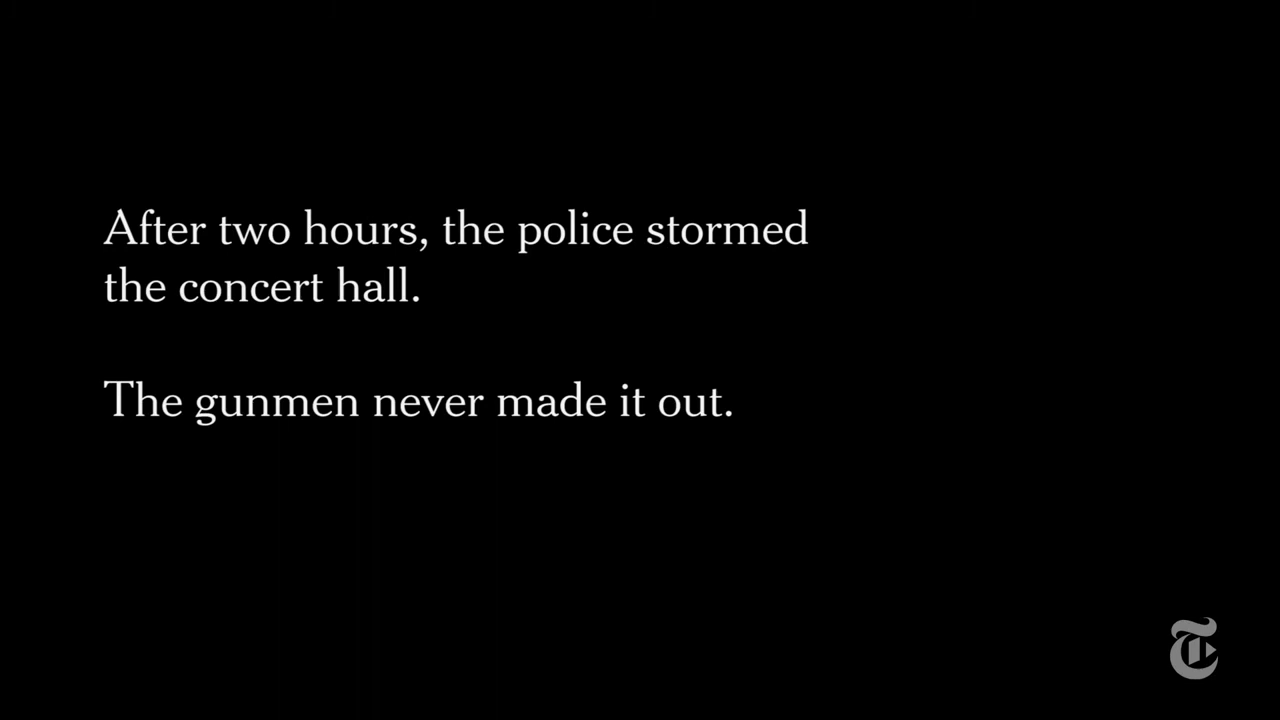 After two hours, the police stormed
the concert hall.
The gunmen never made it out.
T